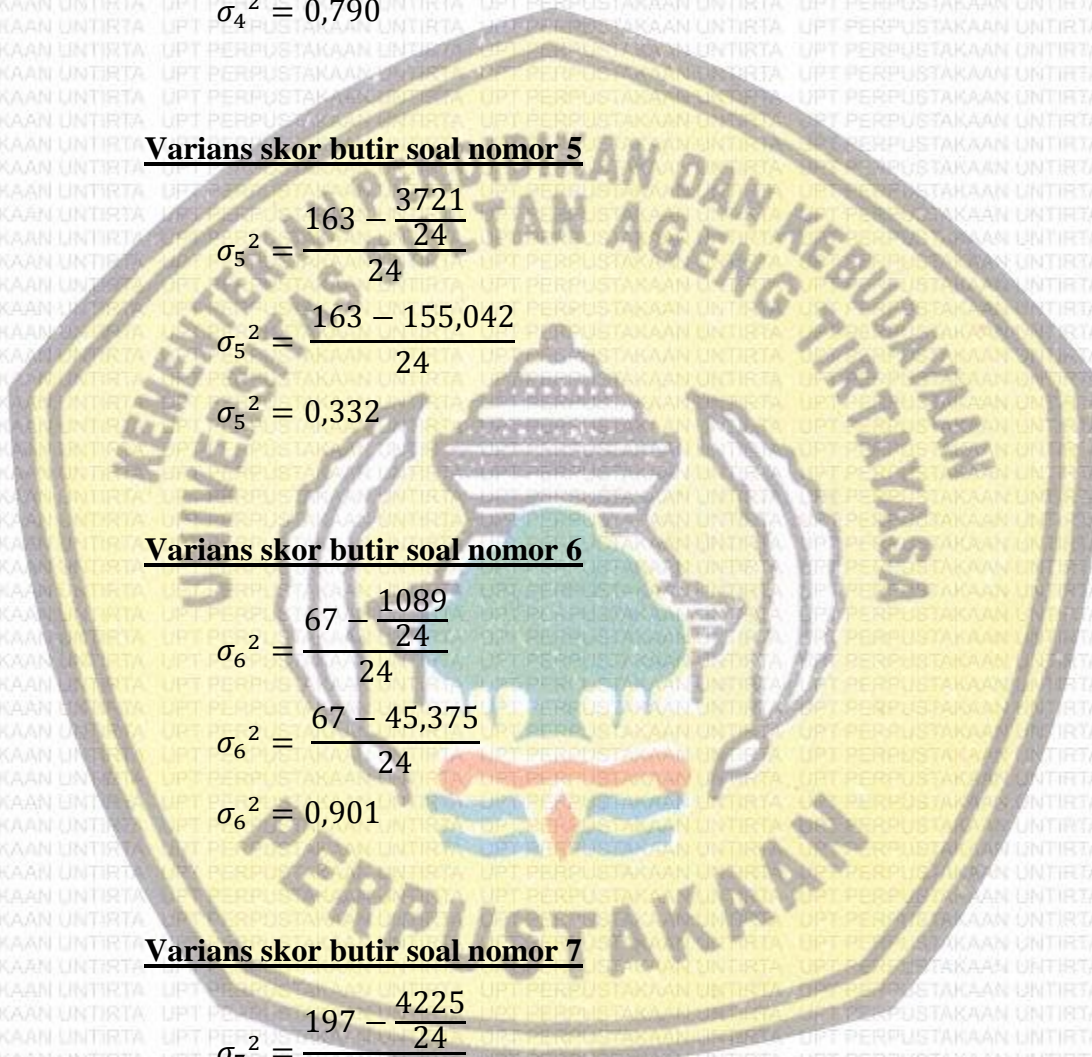 σ₄² = 0,790
Varians skor butir soal nomor 5
σ₅² = (163 − 3721/24)/24
σ₅² = (163 − 155,042)/24
σ₅² = 0,332
Varians skor butir soal nomor 6
σ₆² = (67 − 1089/24)/24
σ₆² = (67 − 45,375)/24
σ₆² = 0,901
Varians skor butir soal nomor 7
σ₇² = 197 − 4225/24
KEMENTERIAN PENDIDIKAN DAN KEBUDAYAAN
UNIVERSITAS SULTAN AGENG TIRTAYASA
PERPUSTAKAAN
UPT PERPUSTAKAAN UNTIRTA